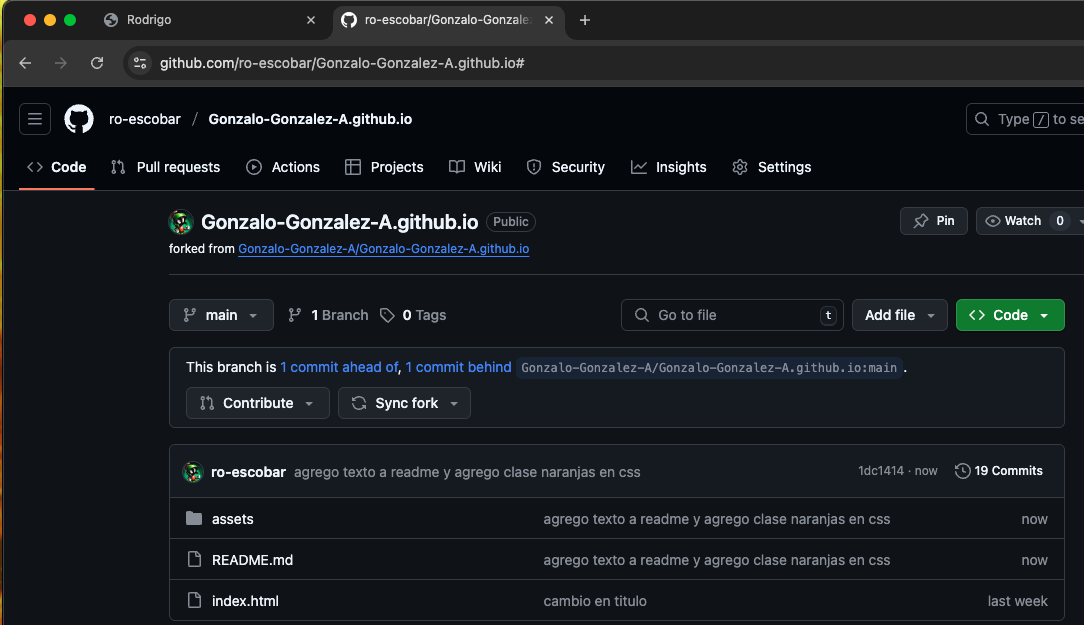 Rodrigo
ro-escobar/Gonzalo-Gonzale
github.com/ro-escobar/Gonzalo-Gonzalez-A.github.io#
ro-escobar / Gonzalo-Gonzalez-A.github.io
Type / to se
Code Pull requests Actions Projects Wiki Security Insights Settings
Gonzalo-Gonzalez-A.github.io Public
Pin Watch 0
forked from Gonzalo-Gonzalez-A/Gonzalo-Gonzalez-A.github.io
main 1 Branch 0 Tags Go to file t Add file <> Code
This branch is 1 commit ahead of, 1 commit behind Gonzalo-Gonzalez-A/Gonzalo-Gonzalez-A.github.io:main .
Contribute Sync fork
ro-escobar agrego texto a readme y agrego clase naranjas en css 1dc1414 · now 19 Commits
assets agrego texto a readme y agrego clase naranjas en css now
README.md agrego texto a readme y agrego clase naranjas en css now
index.html cambio en titulo last week